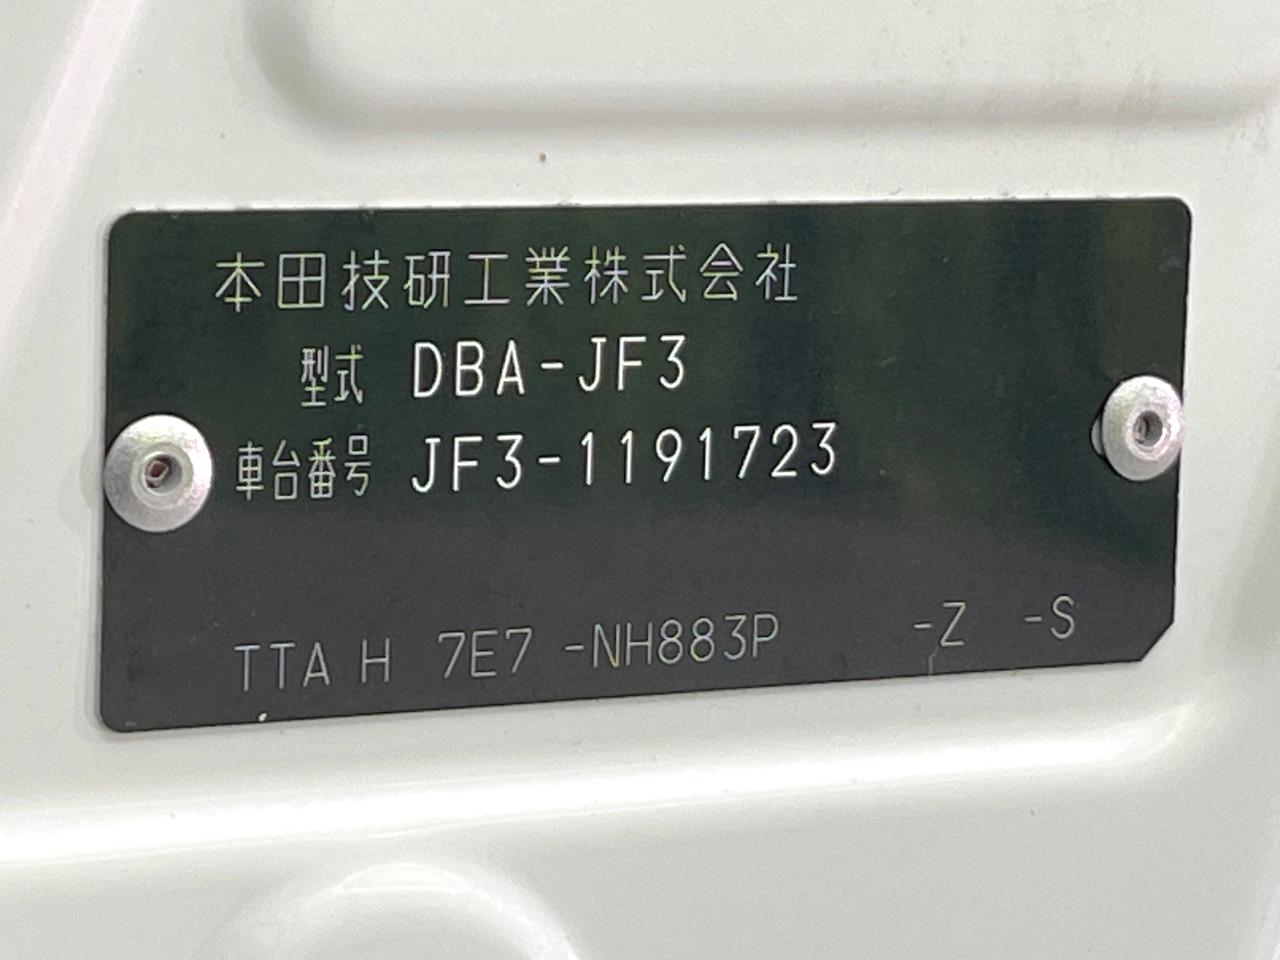 本田技研工業株式会社
型式 DBA-JF3
車台番号 JF3-1191723
TTA H 7E7 -NH883P -Z -S